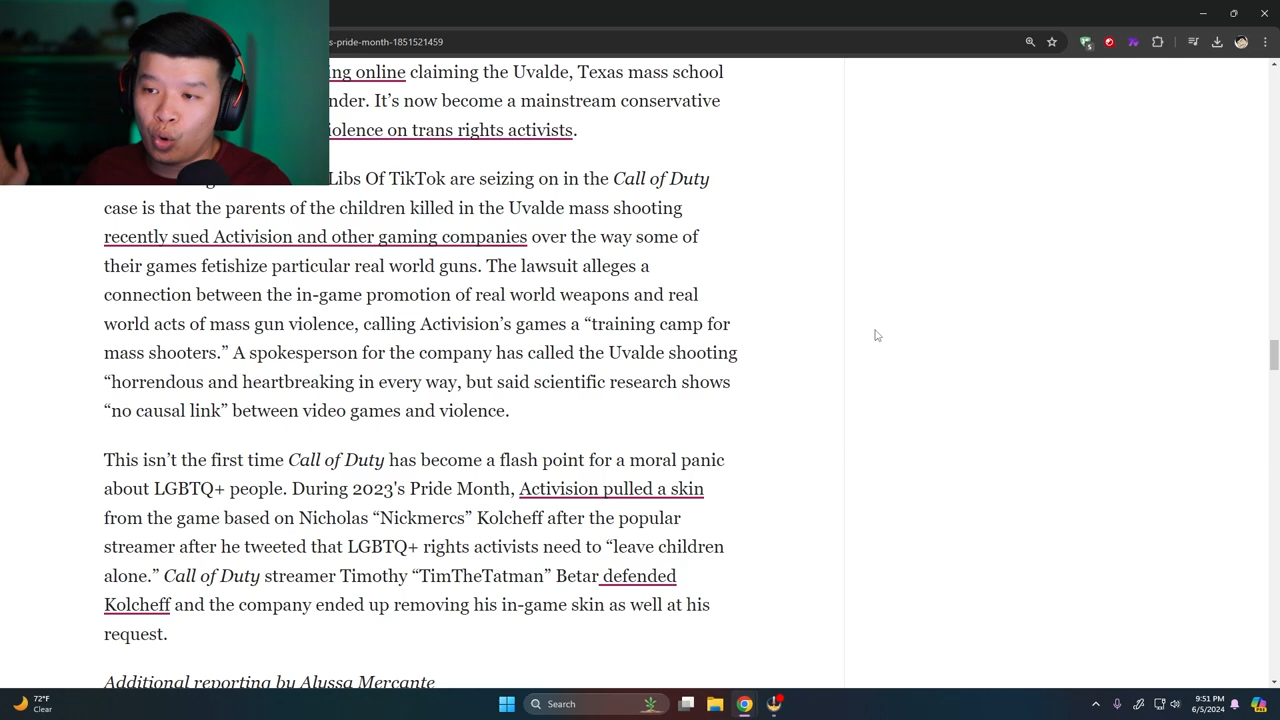 s-pride-month-1851521459
ing online claiming the Uvalde, Texas mass school
nder. It’s now become a mainstream conservative
iolence on trans rights activists.
Libs Of TikTok are seizing on in the Call of Duty
case is that the parents of the children killed in the Uvalde mass shooting
recently sued Activision and other gaming companies over the way some of
their games fetishize particular real world guns. The lawsuit alleges a
connection between the in-game promotion of real world weapons and real
world acts of mass gun violence, calling Activision’s games a “training camp for
mass shooters.” A spokesperson for the company has called the Uvalde shooting
“horrendous and heartbreaking in every way, but said scientific research shows
“no causal link” between video games and violence.
This isn’t the first time Call of Duty has become a flash point for a moral panic
about LGBTQ+ people. During 2023's Pride Month, Activision pulled a skin
from the game based on Nicholas “Nickmercs” Kolcheff after the popular
streamer after he tweeted that LGBTQ+ rights activists need to “leave children
alone.” Call of Duty streamer Timothy “TimTheTatman” Betar defended
Kolcheff and the company ended up removing his in-game skin as well at his
request.
Additional reporting by Alyssa Mercante
72°F
Clear
Search
9:51 PM
6/5/2024